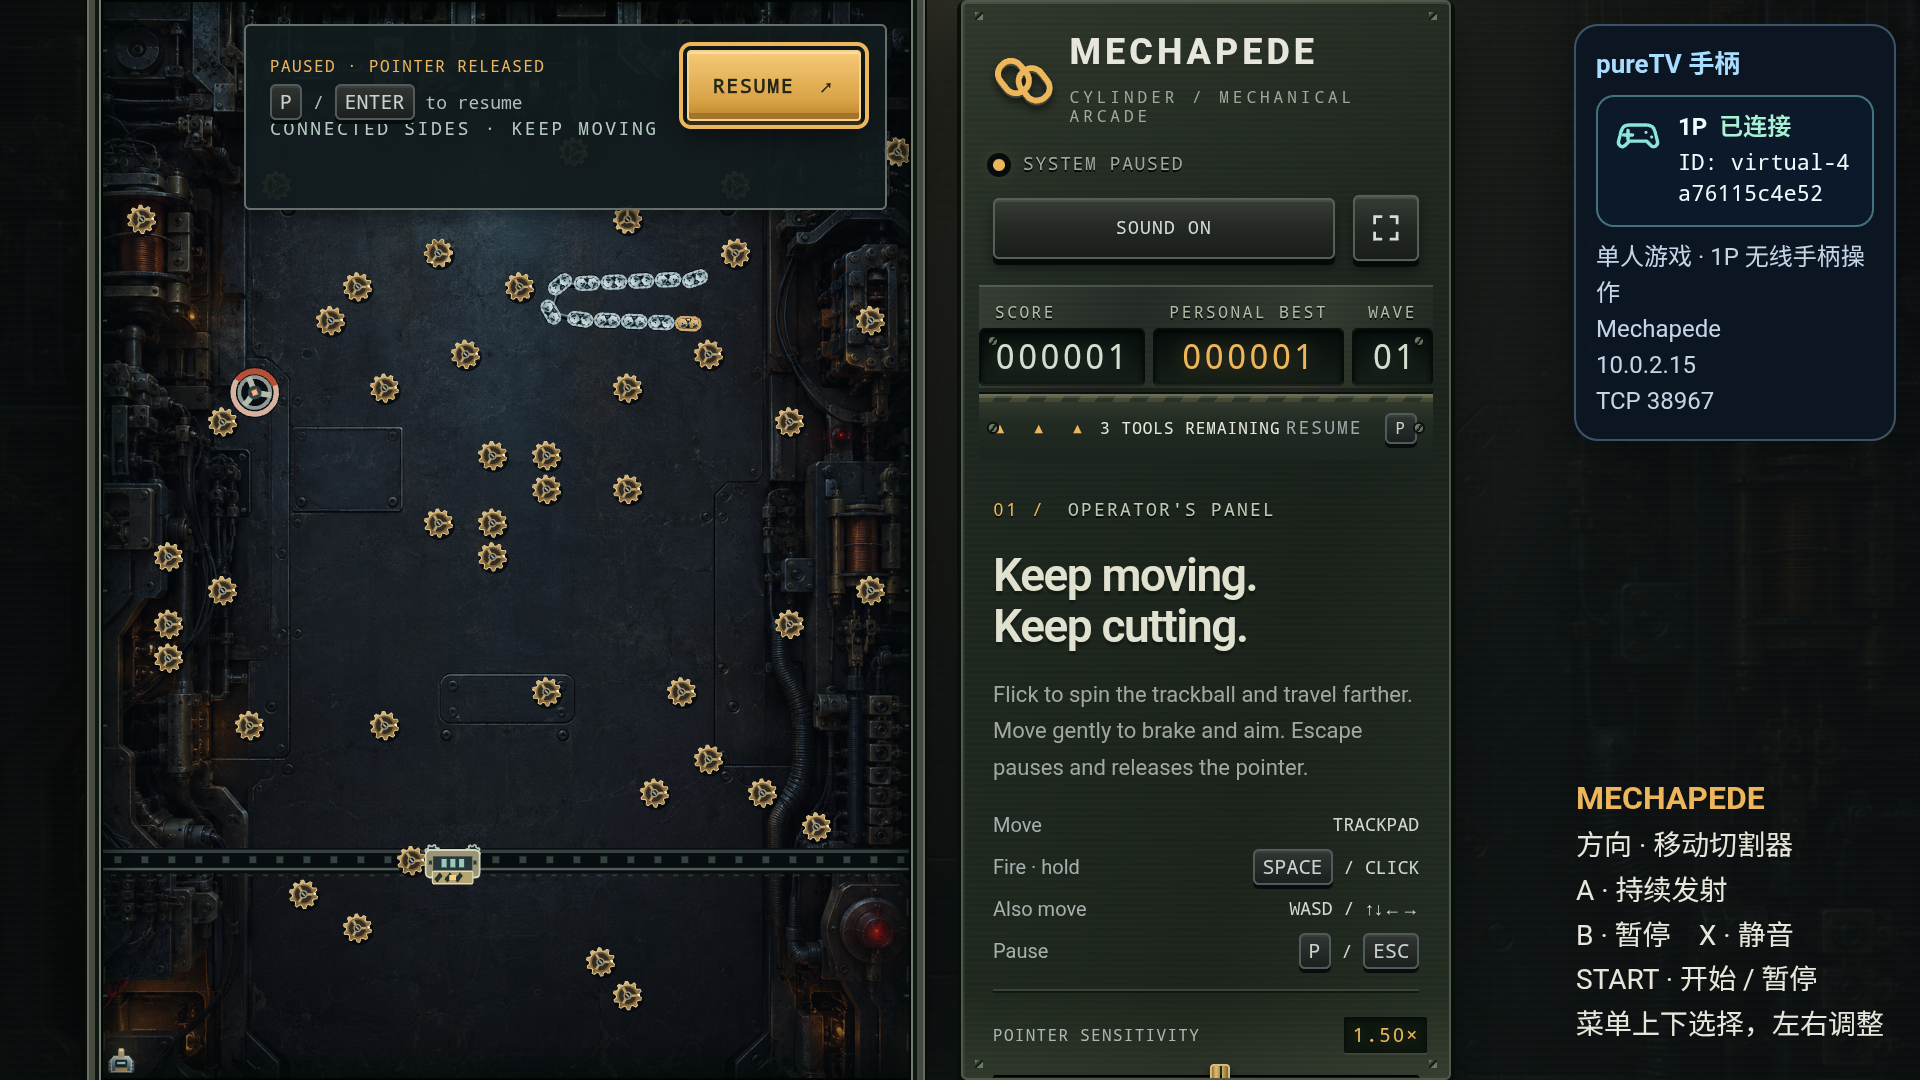 PAUSED · POINTER RELEASED
P / ENTER to resume
CONNECTED SIDES · KEEP MOVING
RESUME ↗
MECHAPEDE
CYLINDER / MECHANICAL
ARCADE
SYSTEM PAUSED
SOUND ON
SCORE PERSONAL BEST WAVE
000001 000001 01
▲ ▲ ▲ 3 TOOLS REMAINING RESUME P
01 / OPERATOR'S PANEL
Keep moving.
Keep cutting.
Flick to spin the trackball and travel farther.
Move gently to brake and aim. Escape
pauses and releases the pointer.
Move TRACKPAD
Fire · hold SPACE / CLICK
Also move WASD / ↑↓←→
Pause P / ESC
POINTER SENSITIVITY 1.50×
pureTV 手柄
1P 已连接
ID: virtual-4
a76115c4e52
单人游戏 · 1P 无线手柄操
作
Mechapede
10.0.2.15
TCP 38967
MECHAPEDE
方向 · 移动切割器
A · 持续发射
B · 暂停 X · 静音
START · 开始 / 暂停
菜单上下选择，左右调整